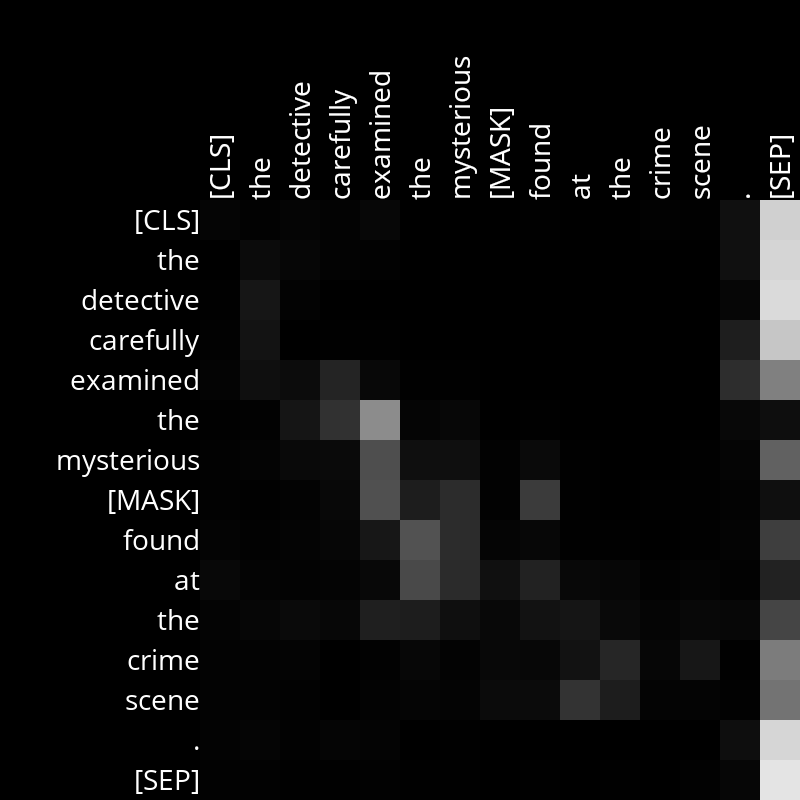 [CLS]
the
detective
carefully
examined
the
mysterious
[MASK]
found
at
the
crime
scene
.
[SEP]
[CLS]
the
detective
carefully
examined
the
mysterious
[MASK]
found
at
the
crime
scene
.
[SEP]